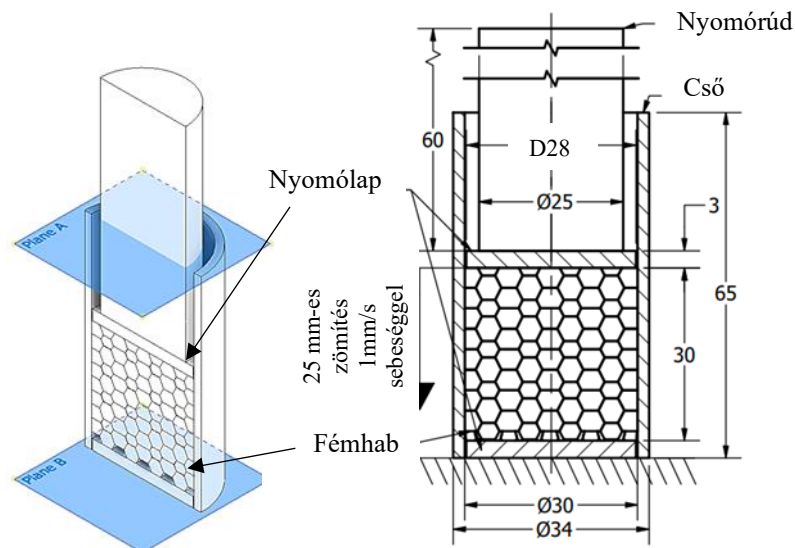 Nyomórúd
Cső
60
D28
Nyomólap
Ø25
3
Plane A
25 mm-es
zömítés
1mm/s
sebeséggel
65
30
Fémhab
Plane B
Ø30
Ø34